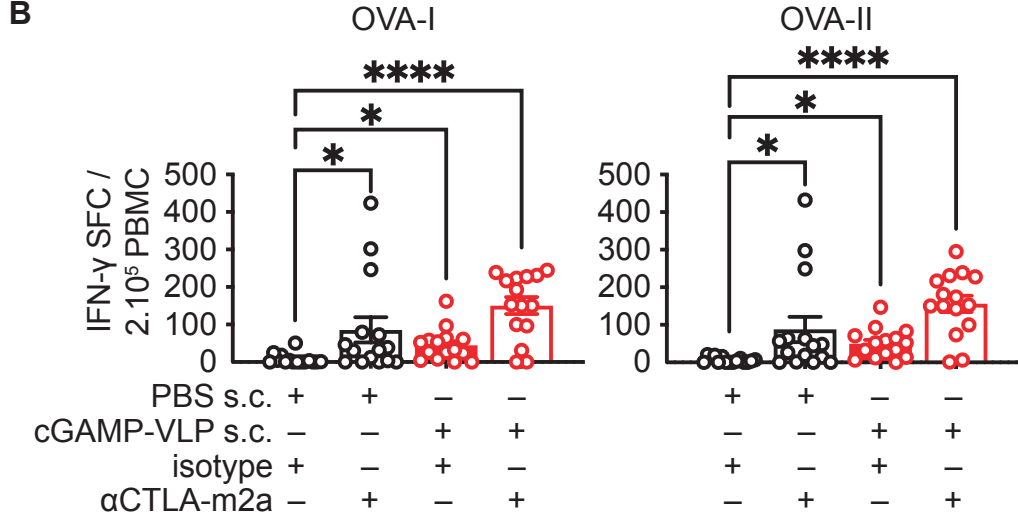 B
OVA-I OVA-II
**** ****
* *
* *
IFN-γ SFC /
2.10⁵ PBMC
500 500
400 400
300 300
200 200
100 100
0 0
PBS s.c. + + – – + + – –
cGAMP-VLP s.c. – – + + – – + +
isotype + – + – + – + –
αCTLA-m2a – + – + – + – +